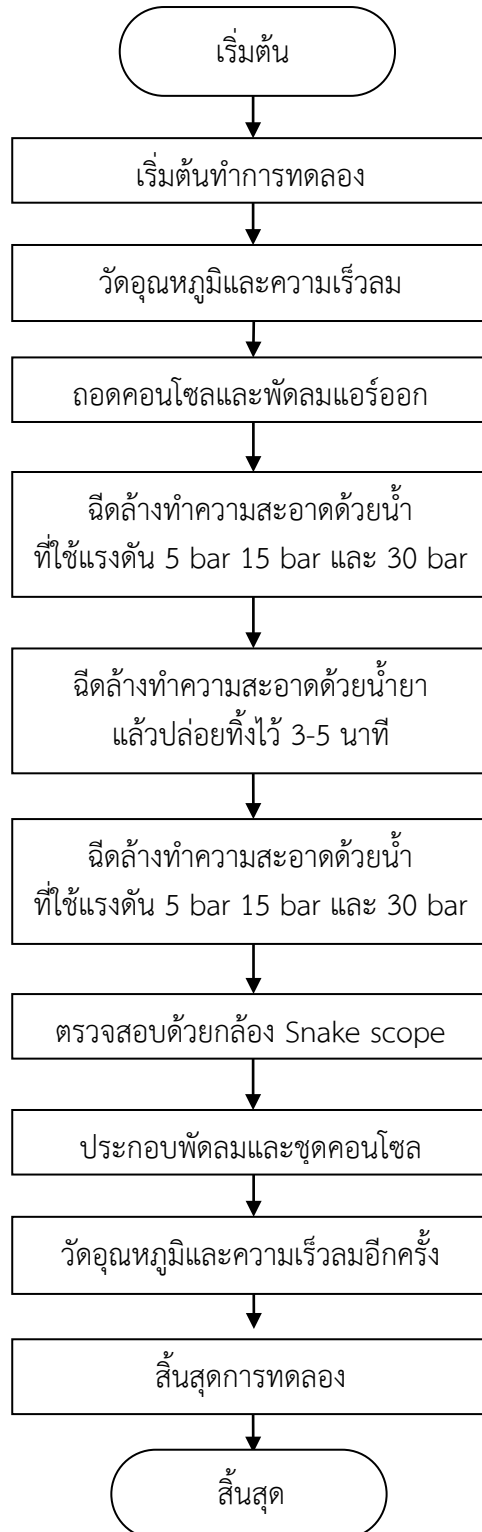 เริ่มต้น
เริ่มต้นทำการทดลอง
วัดอุณหภูมิและความเร็วลม
ถอดคอนโซลและพัดลมแอร์ออก
ฉีดล้างทำความสะอาดด้วยน้ำ
ที่ใช้แรงดัน 5 bar 15 bar และ 30 bar
ฉีดล้างทำความสะอาดด้วยน้ำยา
แล้วปล่อยทิ้งไว้ 3-5 นาที
ฉีดล้างทำความสะอาดด้วยน้ำ
ที่ใช้แรงดัน 5 bar 15 bar และ 30 bar
ตรวจสอบด้วยกล้อง Snake scope
ประกอบพัดลมและชุดคอนโซล
วัดอุณหภูมิและความเร็วลมอีกครั้ง
สิ้นสุดการทดลอง
สิ้นสุด